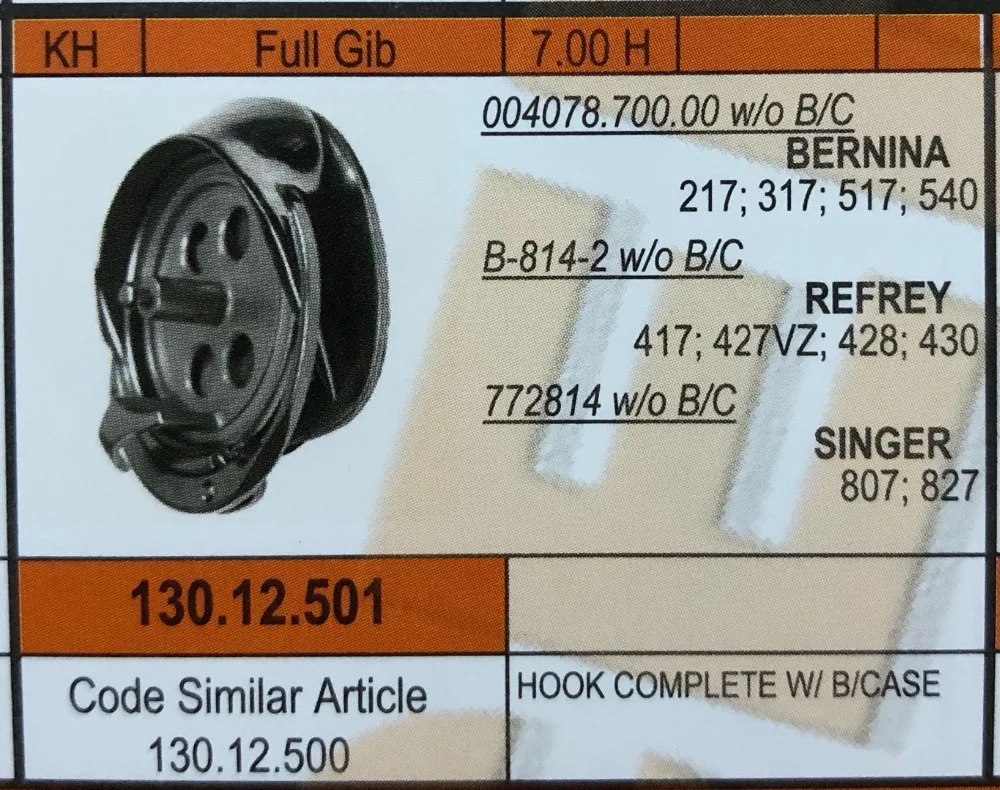 KH Full Gib 7.00 H
004078.700.00 w/o B/C
BERNINA
217; 317; 517; 540
B-814-2 w/o B/C
REFREY
417; 427VZ; 428; 430
772814 w/o B/C
SINGER
807; 827
130.12.501
Code Similar Article
130.12.500
HOOK COMPLETE W/ B/CASE